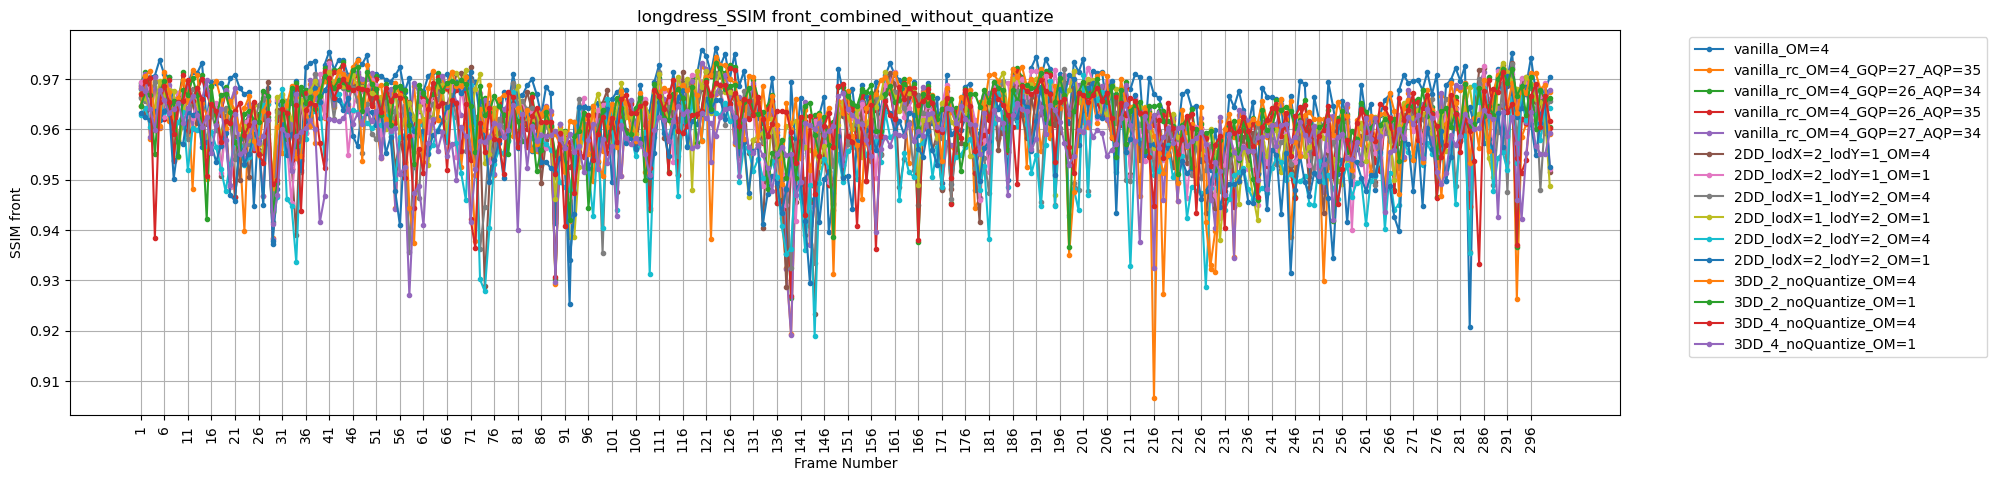 longdress_SSIM front_combined_without_quantize
SSIM front
0.97
0.96
0.95
0.94
0.93
0.92
0.91
1 6 11 16 21 26 31 36 41 46 51 56 61 66 71 76 81 86 91 96 101 106 111 116 121 126 131 136 141 146 151 156 161 166 171 176 181 186 191 196 201 206 211 216 221 226 231 236 241 246 251 256 261 266 271 276 281 286 291 296
Frame Number
vanilla_OM=4
vanilla_rc_OM=4_GQP=27_AQP=35
vanilla_rc_OM=4_GQP=26_AQP=34
vanilla_rc_OM=4_GQP=26_AQP=35
vanilla_rc_OM=4_GQP=27_AQP=34
2DD_lodX=2_lodY=1_OM=4
2DD_lodX=2_lodY=1_OM=1
2DD_lodX=1_lodY=2_OM=4
2DD_lodX=1_lodY=2_OM=1
2DD_lodX=2_lodY=2_OM=4
2DD_lodX=2_lodY=2_OM=1
3DD_2_noQuantize_OM=4
3DD_2_noQuantize_OM=1
3DD_4_noQuantize_OM=4
3DD_4_noQuantize_OM=1